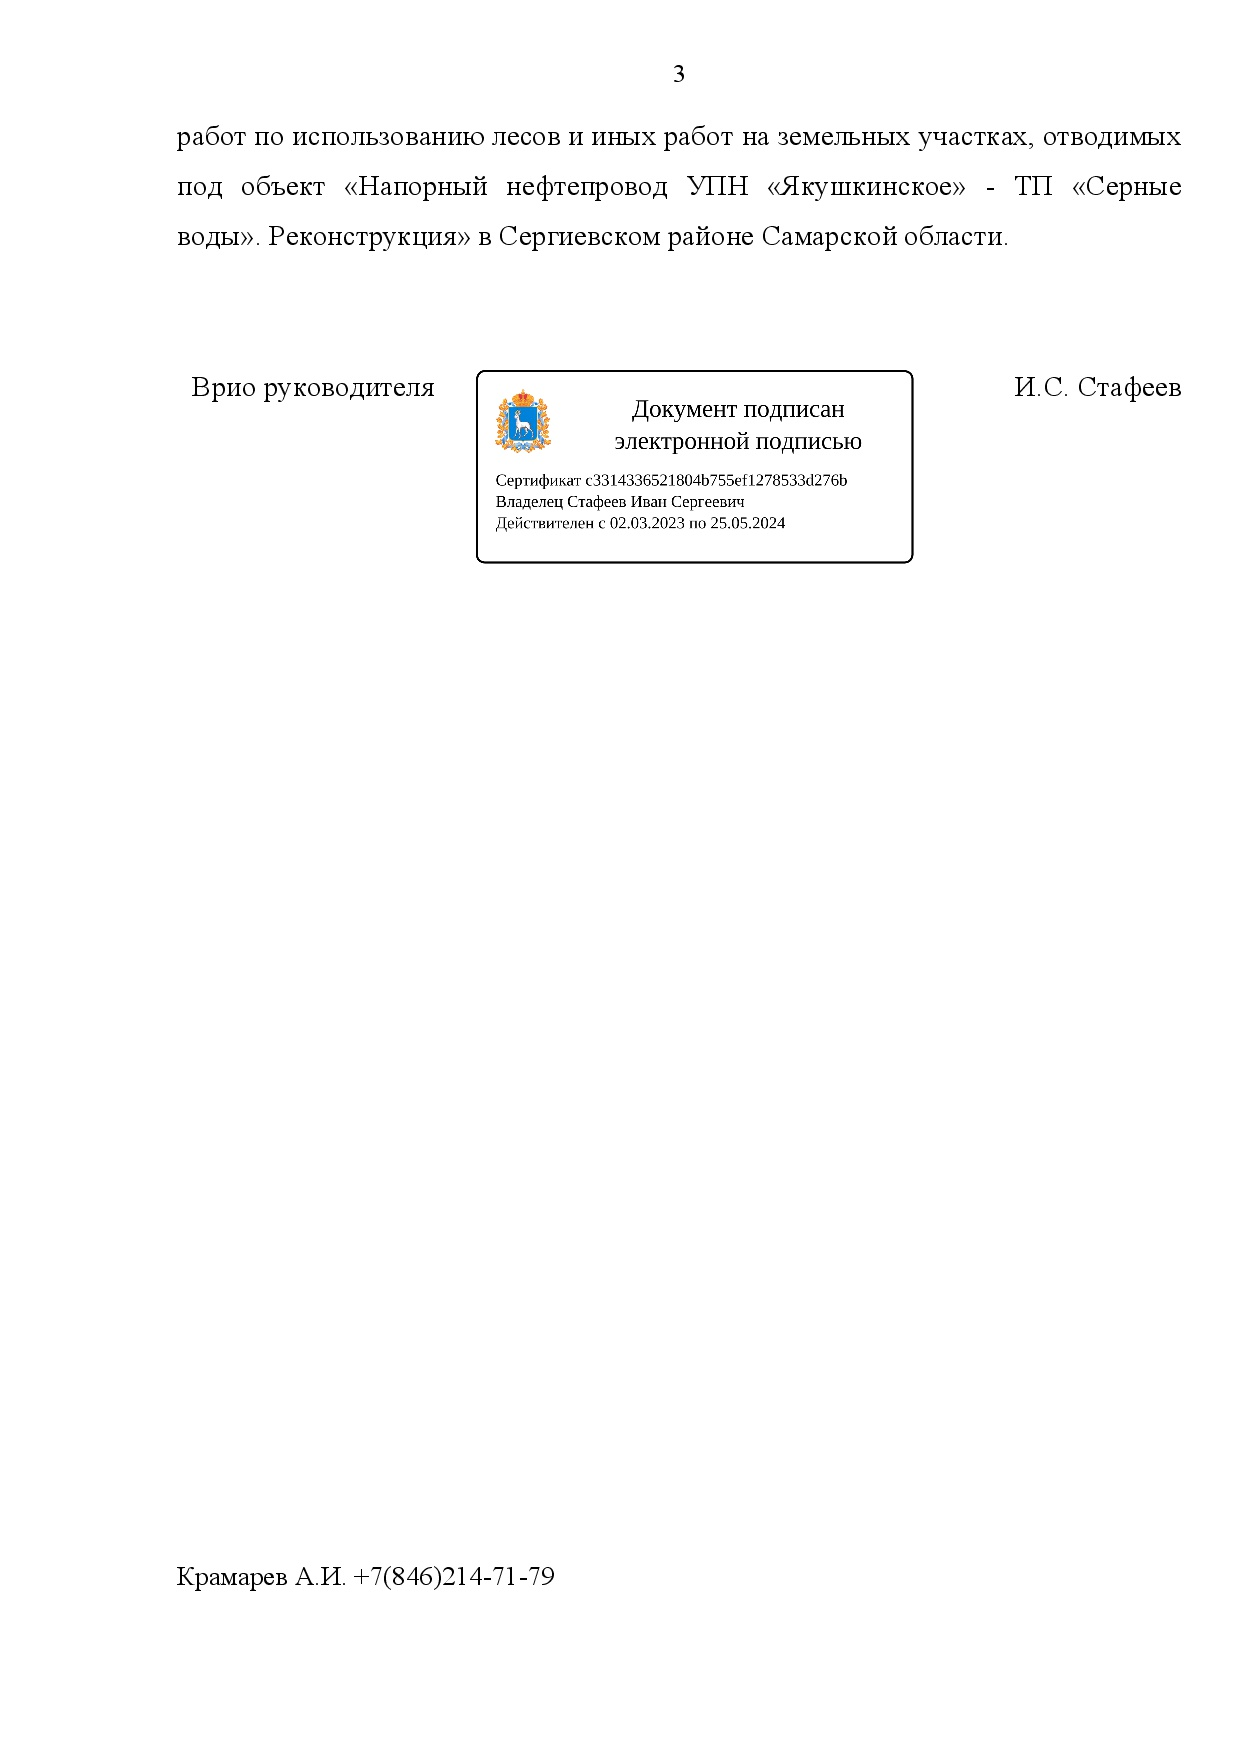 3
работ по использованию лесов и иных работ на земельных участках, отводимых
под объект «Напорный нефтепровод УПН «Якушкинское» - ТП «Серные
воды». Реконструкция» в Сергиевском районе Самарской области.
Врио руководителя
Документ подписан
электронной подписью
Сертификат c3314336521804b755ef1278533d276b
Владелец Стафеев Иван Сергеевич
Действителен с 02.03.2023 по 25.05.2024
И.С. Стафеев
Крамарев А.И. +7(846)214-71-79